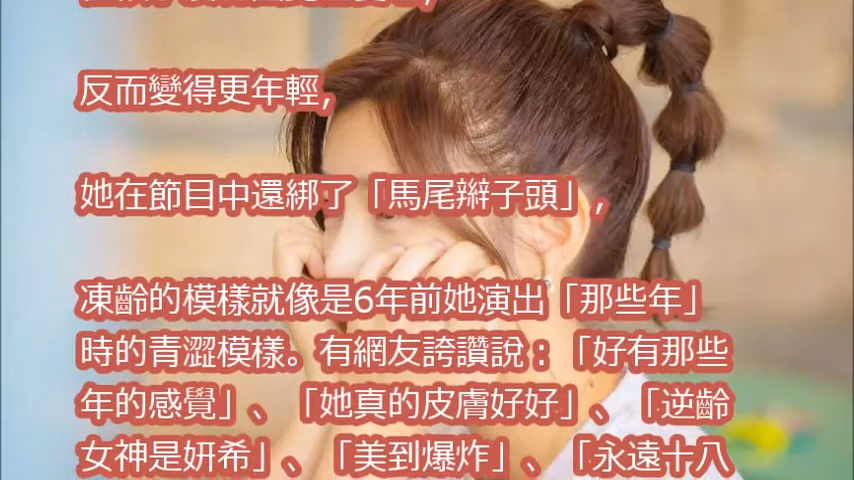 反而變得更年輕，
她在節目中還綁了「馬尾辮子頭」，
凍齡的模樣就像是6年前她演出「那些年」
時的青澀模樣。有網友誇讚說：「好有那些
年的感覺」、「她真的皮膚好好」、「逆齡
女神是妍希」、「美到爆炸」、「永遠十八